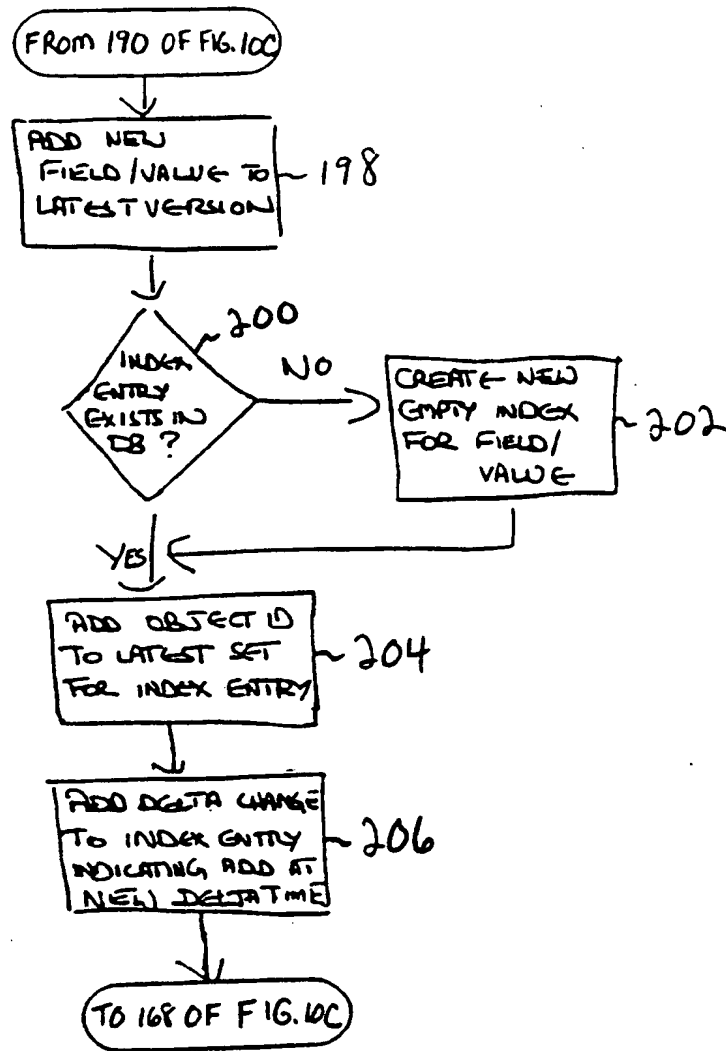 FROM 190 OF FIG. 10C
ADD NEW
FIELD/VALUE TO
LATEST VERSION
198
200
INDEX
ENTRY
EXISTS IN
DB ?
NO
CREATE NEW
EMPTY INDEX
FOR FIELD/
VALUE
202
YES
ADD OBJECT ID
TO LATEST SET
FOR INDEX ENTRY
204
ADD DELTA CHANGE
TO INDEX ENTRY
INDICATING ADD AT
NEW DELTA TIME
206
TO 168 OF FIG. 10C